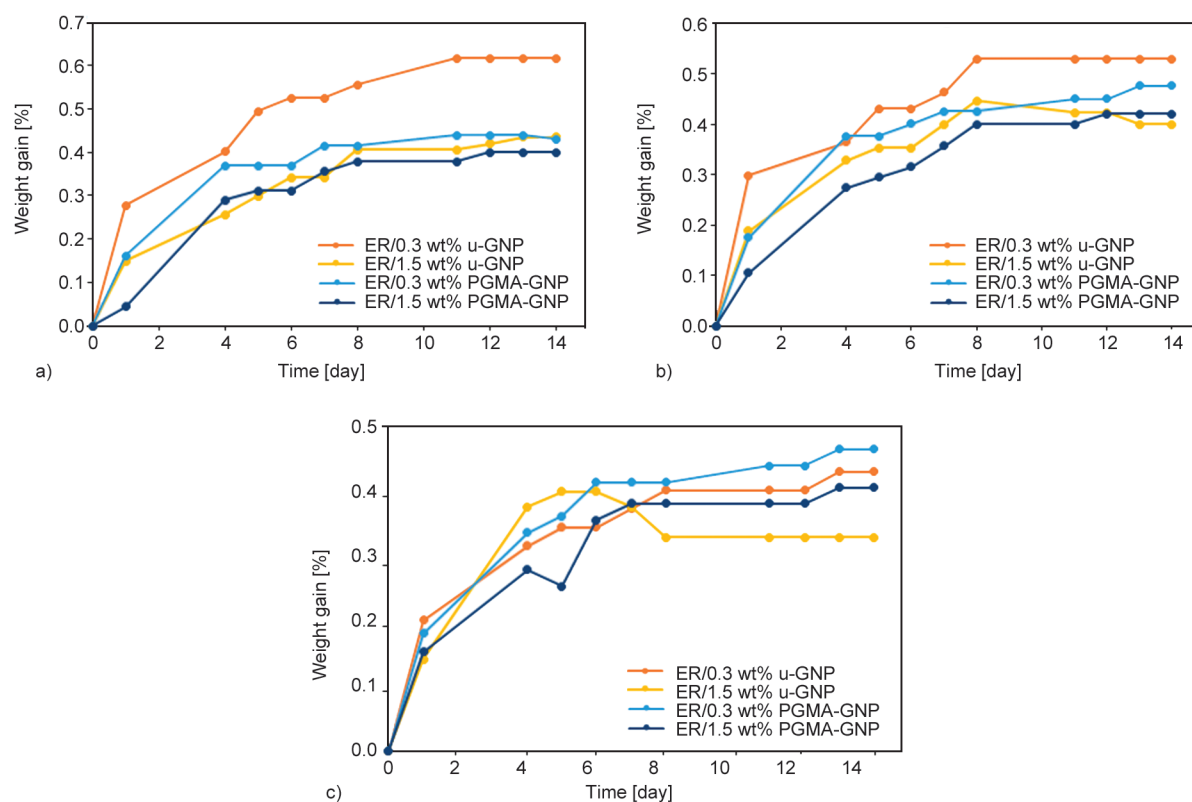 0.7
0.6
0.5
0.4
0.3
0.2
0.1
0.0
Weight gain [%]
ER/0.3 wt% u-GNP
ER/1.5 wt% u-GNP
ER/0.3 wt% PGMA-GNP
ER/1.5 wt% PGMA-GNP
0 2 4 6 8 10 12 14
Time [day]
a)
0.6
0.5
0.4
0.3
0.2
0.1
0.0
Weight gain [%]
ER/0.3 wt% u-GNP
ER/1.5 wt% u-GNP
ER/0.3 wt% PGMA-GNP
ER/1.5 wt% PGMA-GNP
0 2 4 6 8 10 12 14
Time [day]
b)
0.5
0.4
0.3
0.2
0.1
0.0
Weight gain [%]
ER/0.3 wt% u-GNP
ER/1.5 wt% u-GNP
ER/0.3 wt% PGMA-GNP
ER/1.5 wt% PGMA-GNP
0 2 4 6 8 10 12 14
Time [day]
c)